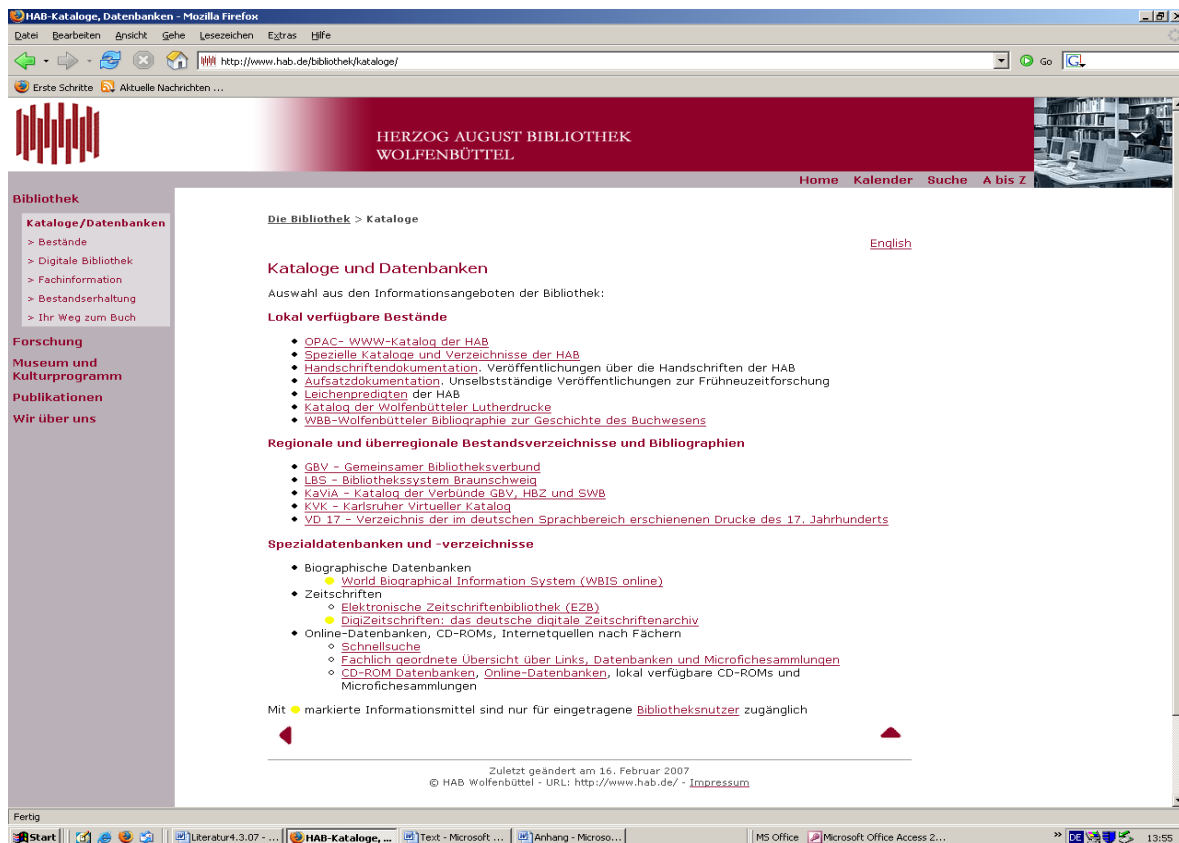 HAB-Kataloge, Datenbanken - Mozilla Firefox
Datei Bearbeiten Ansicht Gehe Lesezeichen Extras Hilfe
http://www.hab.de/bibliothek/kataloge/
Go
Erste Schritte Aktuelle Nachrichten ...
HERZOG AUGUST BIBLIOTHEK
WOLFENBÜTTEL
Home Kalender Suche A bis Z
Bibliothek
Kataloge/Datenbanken
> Bestände
> Digitale Bibliothek
> Fachinformation
> Bestandserhaltung
> Ihr Weg zum Buch
Forschung
Museum und
Kulturprogramm
Publikationen
Wir über uns
Die Bibliothek > Kataloge
English
Kataloge und Datenbanken
Auswahl aus den Informationsangeboten der Bibliothek:
Lokal verfügbare Bestände
OPAC- WWW-Katalog der HAB
Spezielle Kataloge und Verzeichnisse der HAB
Handschriftendokumentation. Veröffentlichungen über die Handschriften der HAB
Aufsatzdokumentation. Unselbstständige Veröffentlichungen zur Frühneuzeitforschung
Leichenpredigten der HAB
Katalog der Wolfenbütteler Lutherdrucke
WBB-Wolfenbütteler Bibliographie zur Geschichte des Buchwesens
Regionale und überregionale Bestandsverzeichnisse und Bibliographien
GBV - Gemeinsamer Bibliotheksverbund
LBS - Bibliothekssystem Braunschweig
KaViA - Katalog der Verbünde GBV, HBZ und SWB
KVK - Karlsruher Virtueller Katalog
VD 17 - Verzeichnis der im deutschen Sprachbereich erschienenen Drucke des 17. Jahrhunderts
Spezialdatenbanken und -verzeichnisse
Biographische Datenbanken
World Biographical Information System (WBIS online)
Zeitschriften
Elektronische Zeitschriftenbibliothek (EZB)
DigiZeitschriften: das deutsche digitale Zeitschriftenarchiv
Online-Datenbanken, CD-ROMs, Internetquellen nach Fächern
Schnellsuche
Fachlich geordnete Übersicht über Links, Datenbanken und Microfichesammlungen
CD-ROM Datenbanken, Online-Datenbanken, lokal verfügbare CD-ROMs und
Microfichesammlungen
Mit markierte Informationsmittel sind nur für eingetragene Bibliotheksnutzer zugänglich
Zuletzt geändert am 16. Februar 2007
© HAB Wolfenbüttel - URL: http://www.hab.de/ - Impressum
Fertig
Start Literatur4.3.07 - ... HAB-Kataloge, ... Text - Microsoft ... Anhang - Microso... MS Office Microsoft Office Access 2... » DE 13:55